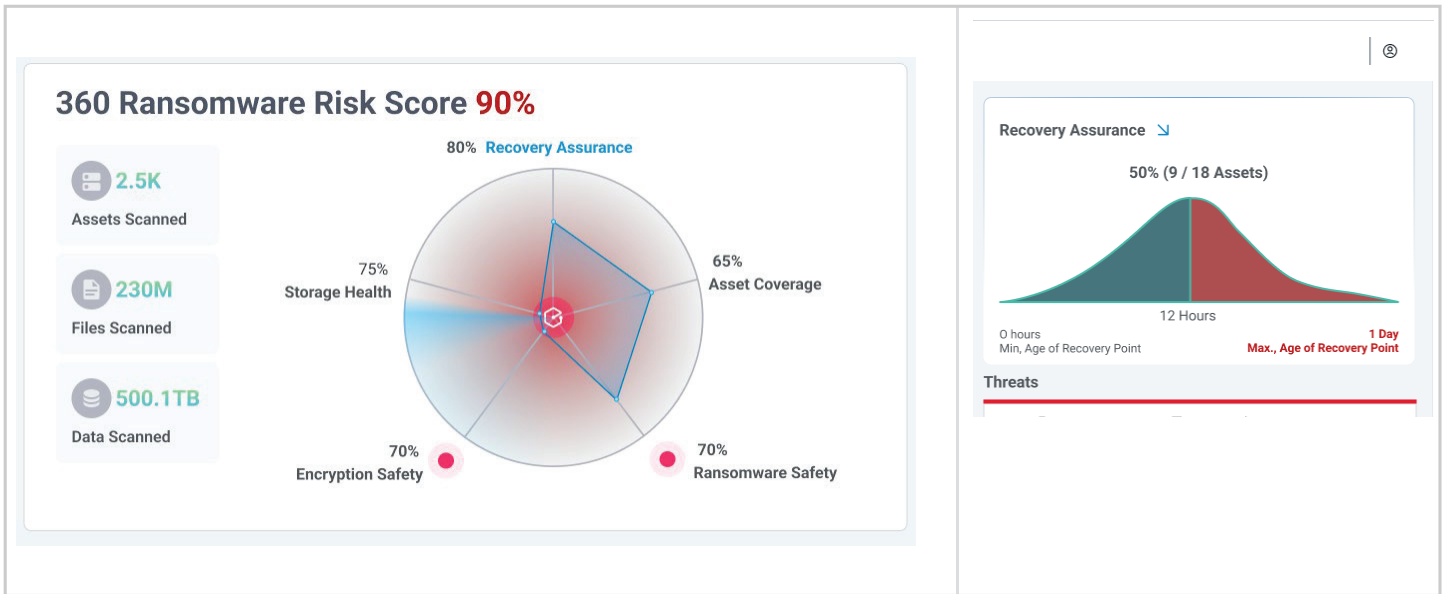 360 Ransomware Risk Score 90%
2.5K
Assets Scanned
230M
Files Scanned
500.1TB
Data Scanned
80% Recovery Assurance
75%
Storage Health
65%
Asset Coverage
70%
Encryption Safety
70%
Ransomware Safety
Recovery Assurance
50% (9 / 18 Assets)
12 Hours
0 hours
Min, Age of Recovery Point
1 Day
Max., Age of Recovery Point
Threats